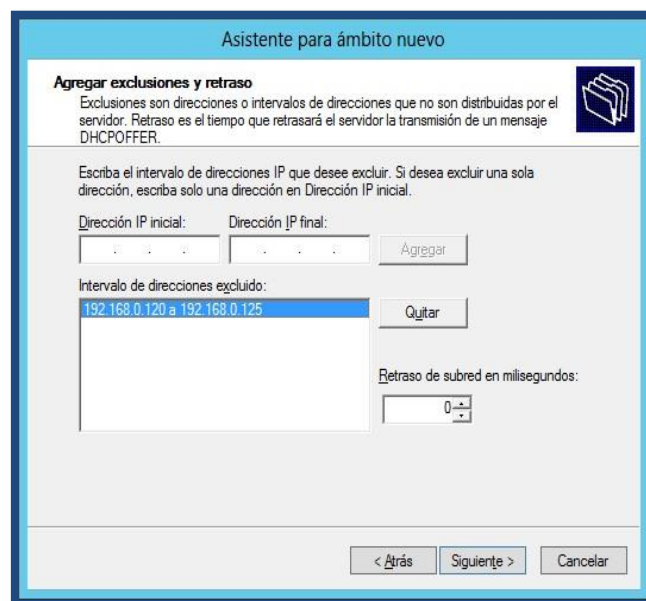 Asistente para ámbito nuevo
Agregar exclusiones y retraso
Exclusiones son direcciones o intervalos de direcciones que no son distribuidas por el
servidor. Retraso es el tiempo que retrasará el servidor la transmisión de un mensaje
DHCPOFFER.
Escriba el intervalo de direcciones IP que desee excluir. Si desea excluir una sola
dirección, escriba solo una dirección en Dirección IP inicial.
Dirección IP inicial: Dirección IP final:
. . . . . . Agregar
Intervalo de direcciones excluido:
192.168.0.120 a 192.168.0.125
Quitar
Retraso de subred en milisegundos:
0
< Atrás Siguiente > Cancelar